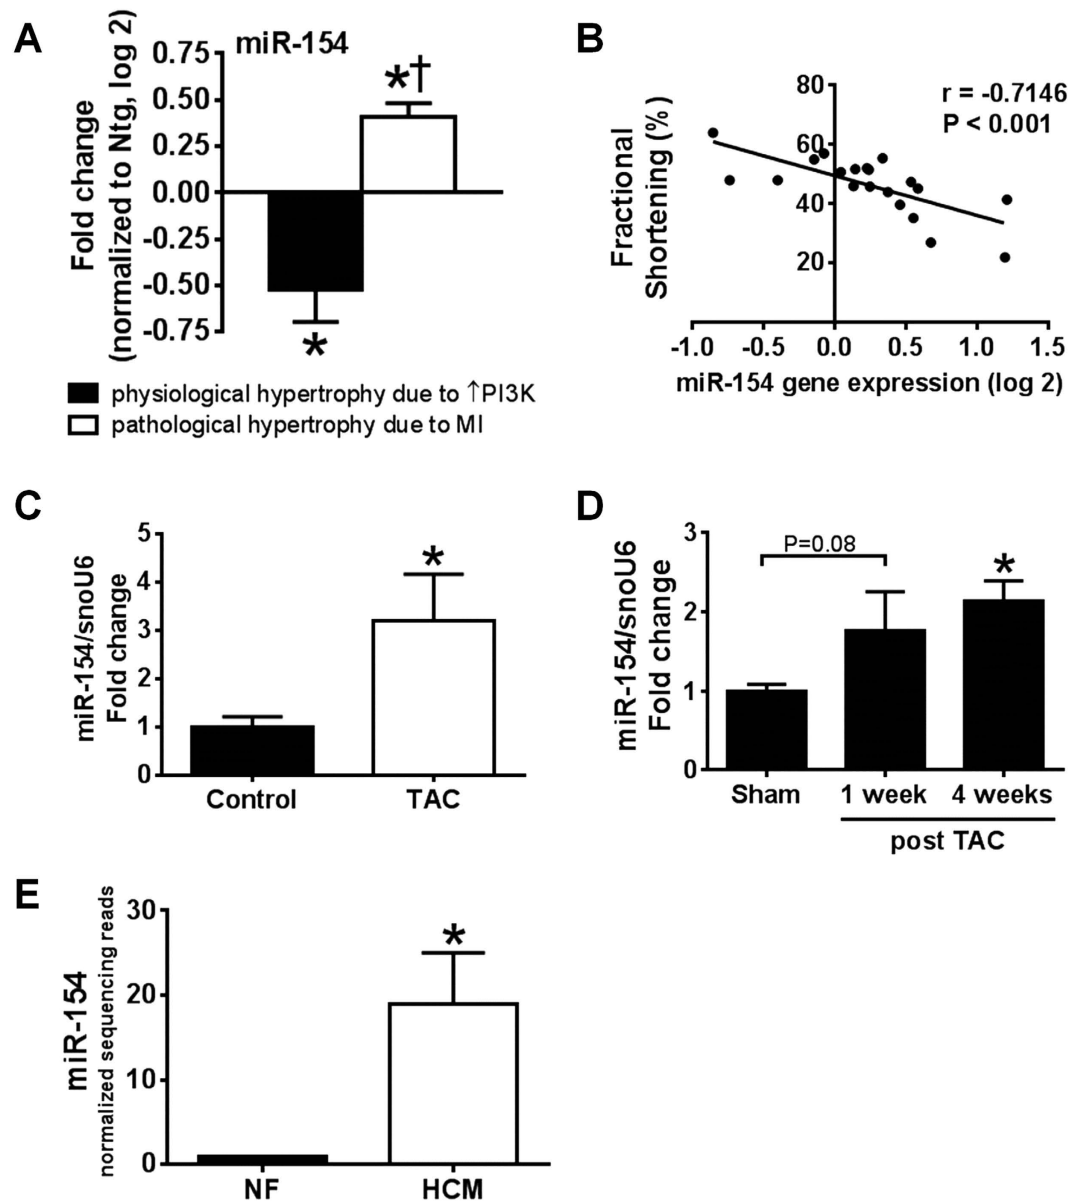 A
miR-154
Fold change
(normalized to Ntg, log 2)
0.75
0.50
0.25
0.00
-0.25
-0.50
-0.75
*†
*
physiological hypertrophy due to ↑PI3K
pathological hypertrophy due to MI
B
r = -0.7146
P < 0.001
Fractional
Shortening (%)
80
60
40
20
-1.0 -0.5 0.0 0.5 1.0 1.5
miR-154 gene expression (log 2)
C
miR-154/snoU6
Fold change
5
4
3
2
1
0
*
Control TAC
D
miR-154/snoU6
Fold change
3
2
1
0
P=0.08
*
Sham 1 week 4 weeks
post TAC
E
miR-154
normalized sequencing reads
30
20
10
0
*
NF HCM